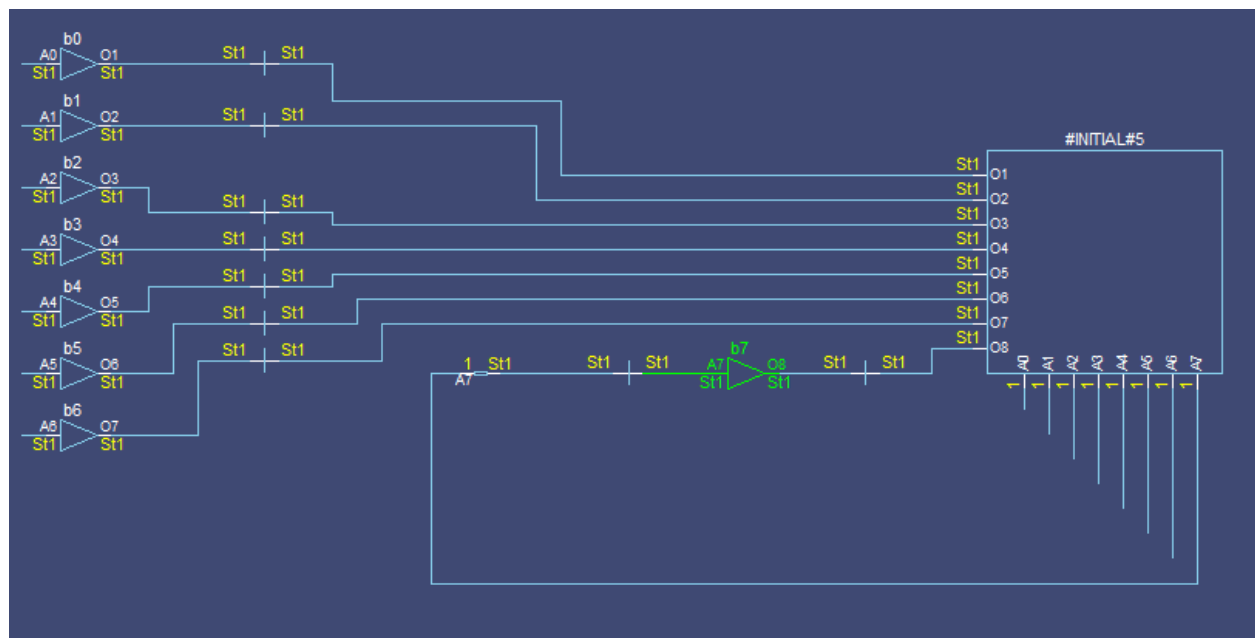 b0
A0 O1 St1 St1
St1 St1
b1
A1 O2 St1 St1
St1 St1
#INITIAL#5
b2
A2 O3
St1 St1
St1 St1
b3
A3 O4 St1 St1
St1 St1
b4
St1 St1
A4 O5
St1 St1
b5
St1 St1
A5 O6
St1 St1
b6
St1 St1
A6 O7
St1 St1
St1 O1
St1 O2
St1 O3
St1 O4
St1 O5
St1 O6
St1 O7
St1 O8
b7
1 St1 St1 St1 A7 O8 St1 St1
A7 St1 St1
A0 A1 A2 A3 A4 A5 A6 A7
1 1 1 1 1 1 1 1